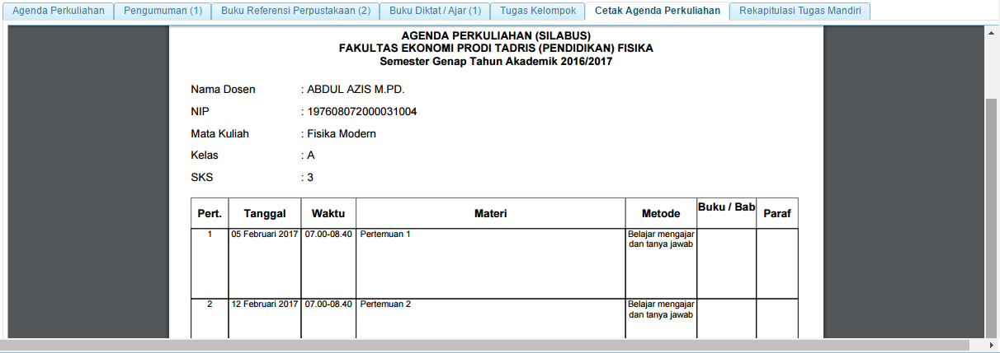 Agenda Perkuliahan Pengumuman (1) Buku Referensi Perpustakaan (2) Buku Diktat / Ajar (1) Tugas Kelompok Cetak Agenda Perkuliahan Rekapitulasi Tugas Mandiri
AGENDA PERKULIAHAN (SILABUS)
FAKULTAS EKONOMI PRODI TADRIS (PENDIDIKAN) FISIKA
Semester Genap Tahun Akademik 2016/2017
Nama Dosen : ABDUL AZIS M.PD.
NIP : 197608072000031004
Mata Kuliah : Fisika Modern
Kelas : A
SKS : 3
Pert. Tanggal Waktu Materi Metode Buku / Bab Paraf
1 05 Februari 2017 07.00-08.40 Pertemuan 1 Belajar mengajar
dan tanya jawab
2 12 Februari 2017 07.00-08.40 Pertemuan 2 Belajar mengajar
dan tanya jawab